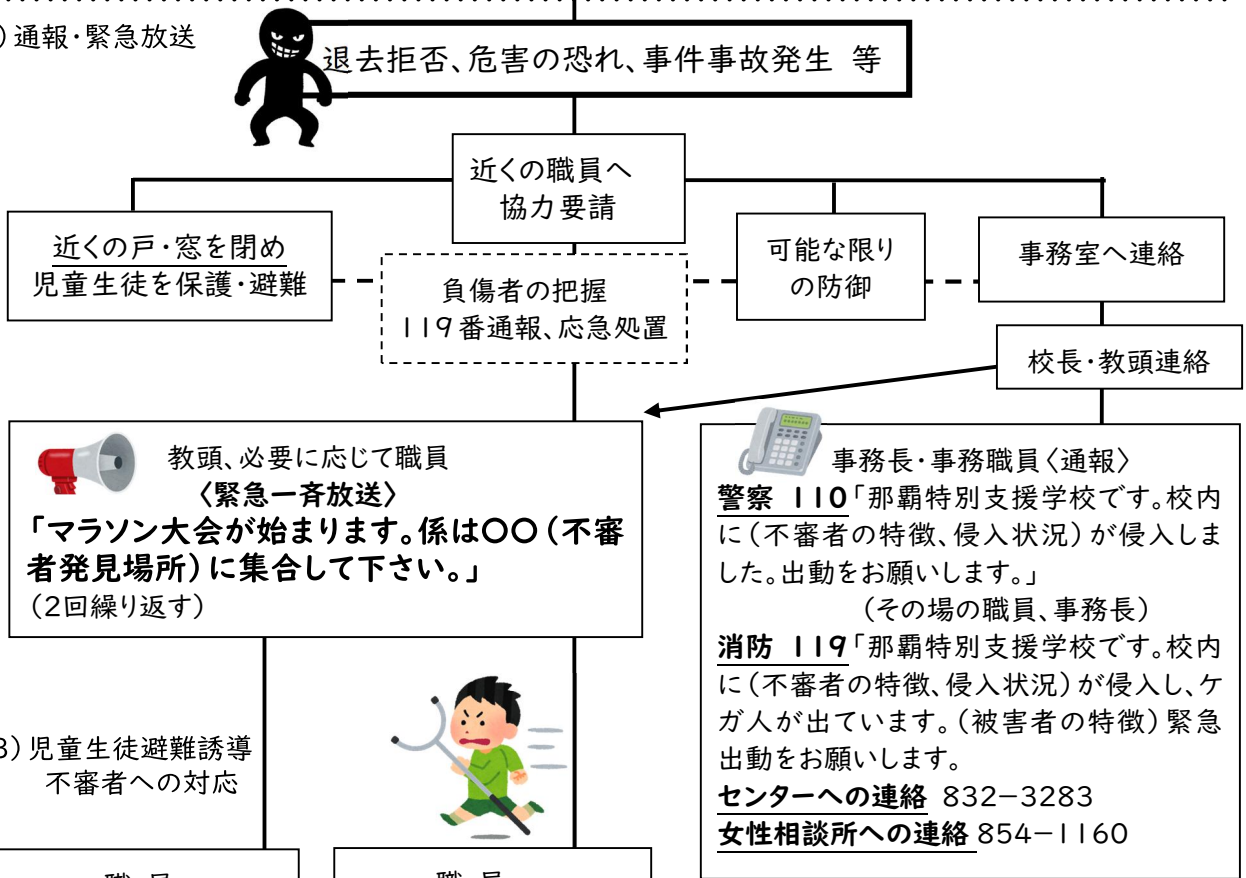 )通報・緊急放送
退去拒否、危害の恐れ、事件事故発生 等
近くの職員へ
協力要請
近くの戸・窓を閉め
児童生徒を保護・避難
負傷者の把握
119番通報、応急処置
可能な限り
の防御
事務室へ連絡
校長・教頭連絡
教頭、必要に応じて職員
〈緊急一斉放送〉
「マラソン大会が始まります。係は〇〇(不審
者発見場所)に集合して下さい。」
(2回繰り返す)
事務長・事務職員〈通報〉
警察 110「那覇特別支援学校です。校内
に(不審者の特徴、侵入状況)が侵入しま
した。出動をお願いします。」
(その場の職員、事務長)
消防 119「那覇特別支援学校です。校内
に(不審者の特徴、侵入状況)が侵入し、ケ
ガ人が出ています。(被害者の特徴)緊急
出動をお願いします。
センターへの連絡 832-3283
女性相談所への連絡 854-1160
3)児童生徒避難誘導
不審者への対応
職 員
職 員